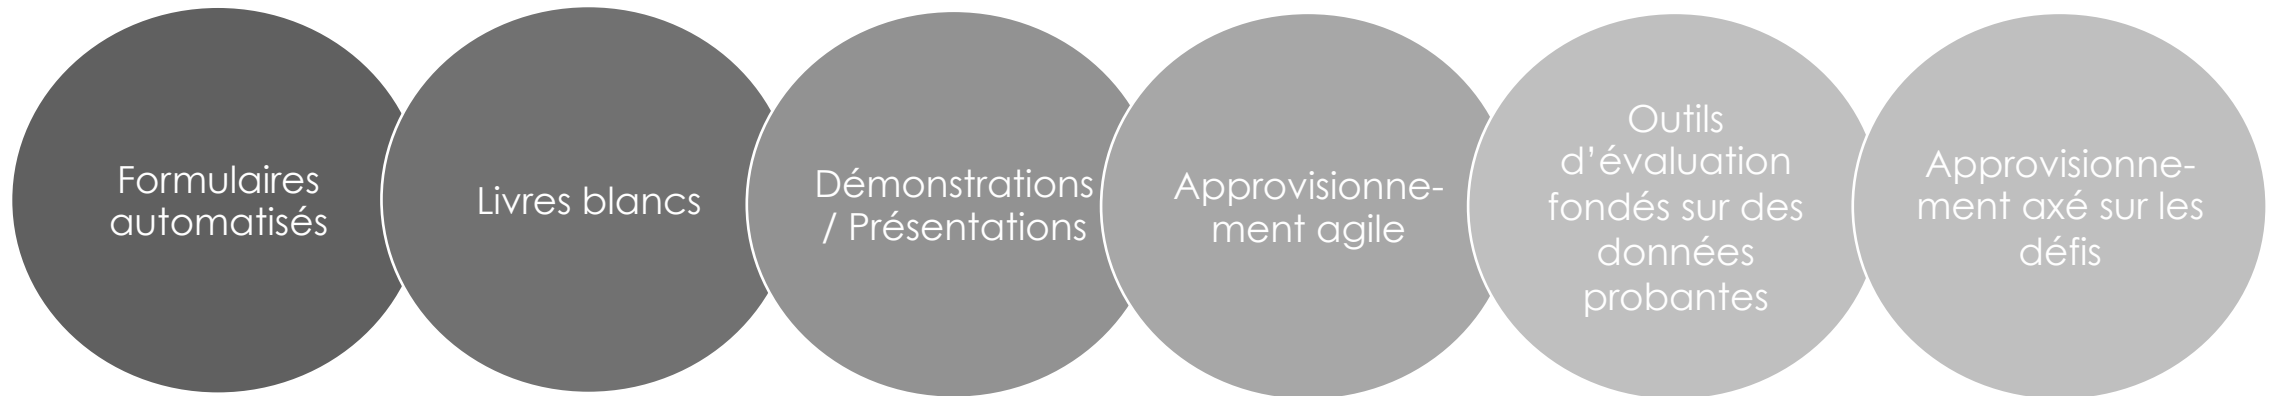 Formulaires
automatisés
Livres blancs
Démonstrations
/ Présentations
Approvisionne-
ment agile
Outils
d’évaluation
fondés sur des
données
probantes
Approvisionne-
ment axé sur les
défis